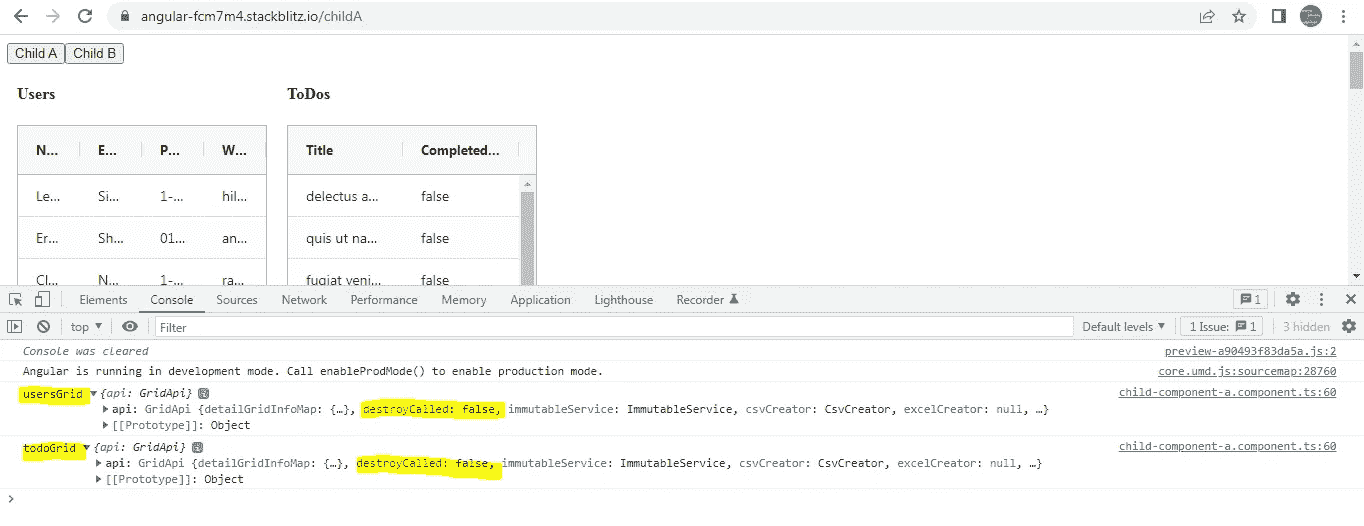 angular-fcm7m4.stackblitz.io/childA
Child A Child B
Users ToDos
N... E... P... W... Title Completed...
Le... Si... 1-... hil... delectus a... false
Er... Sh... 01... an... quis ut na... false
Cl... N... 1-... ra... fugiat veni... false
Elements Console Sources Network Performance Memory Application Lighthouse Recorder 1
top Filter Default levels 1 Issue: 1 3 hidden
Console was cleared preview-a90493f83da5a.js:2
Angular is running in development mode. Call enableProdMode() to enable production mode. core.umd.js:sourcemap:28760
usersGrid {api: GridApi} child-component-a.component.ts:60
api: GridApi {detailGridInfoMap: {…}, destroyCalled: false, immutableService: ImmutableService, csvCreator: CsvCreator, excelCreator: null, …}
[[Prototype]]: Object
todoGrid {api: GridApi} child-component-a.component.ts:60
api: GridApi {detailGridInfoMap: {…}, destroyCalled: false, immutableService: ImmutableService, csvCreator: CsvCreator, excelCreator: null, …}
[[Prototype]]: Object